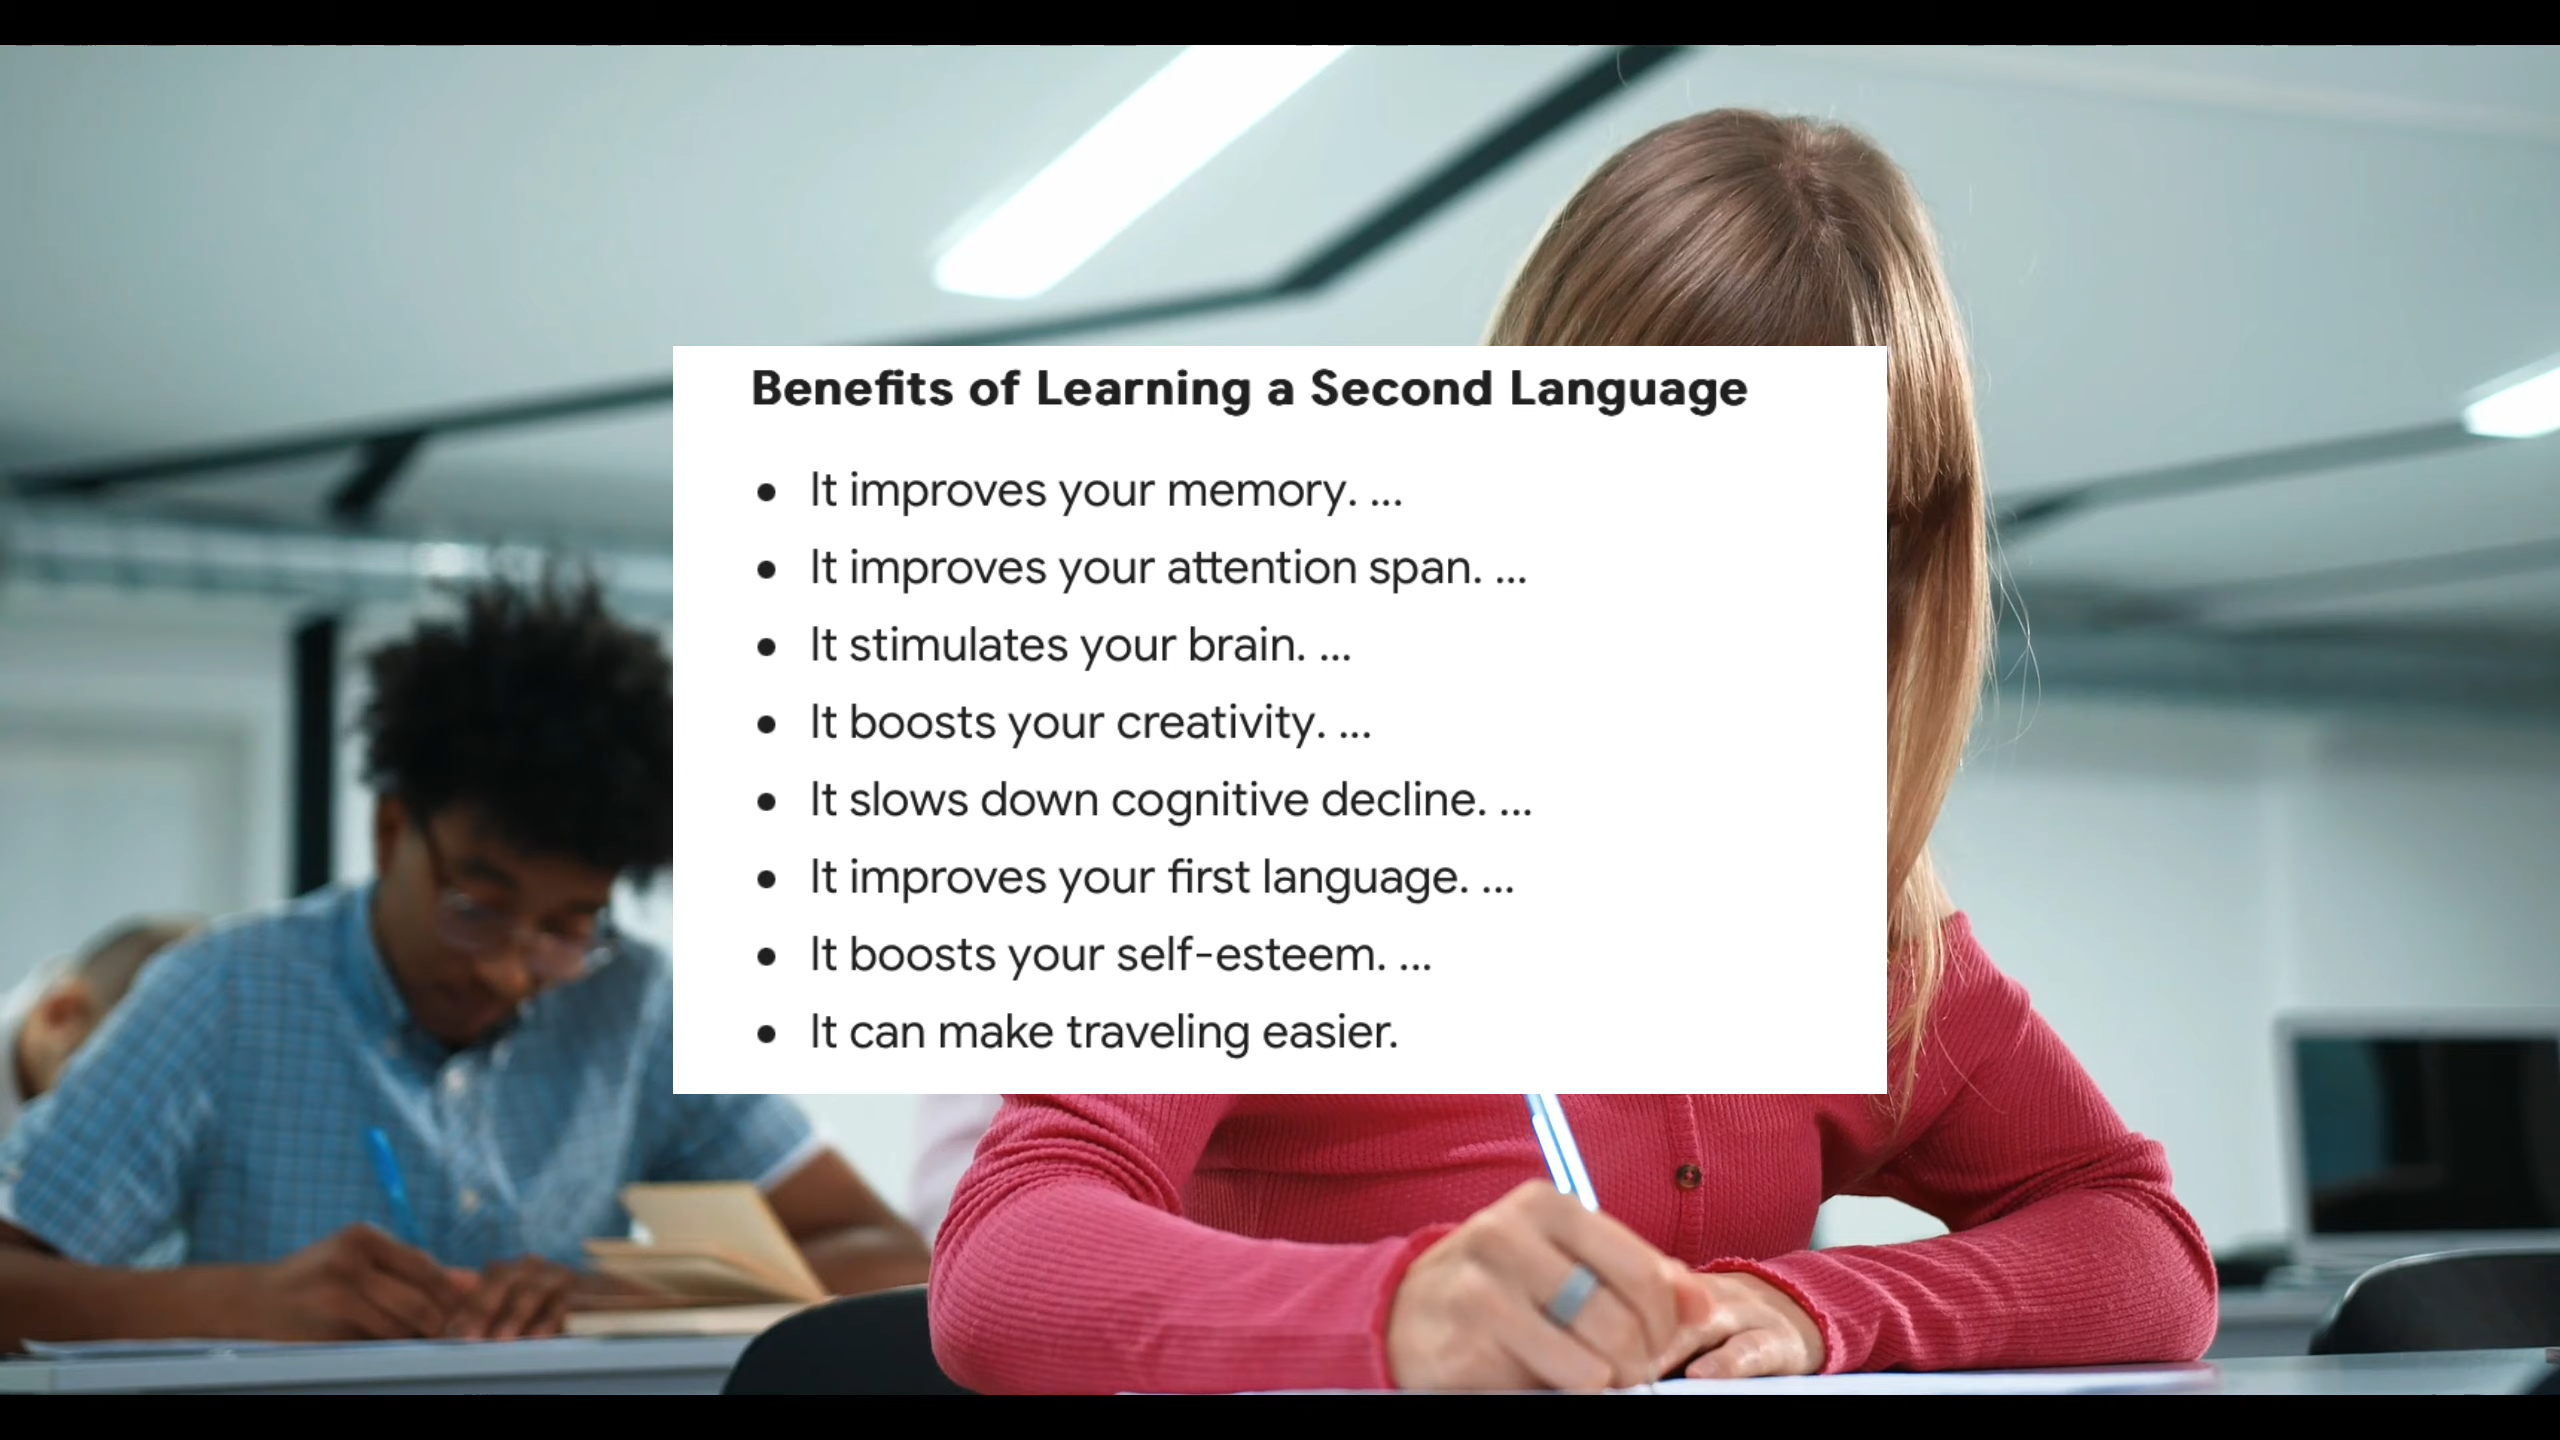 Benefits of Learning a Second Language
• It improves your memory. ...
• It improves your attention span. ...
• It stimulates your brain. ...
• It boosts your creativity. ...
• It slows down cognitive decline. ...
• It improves your first language. ...
• It boosts your self-esteem. ...
• It can make traveling easier.